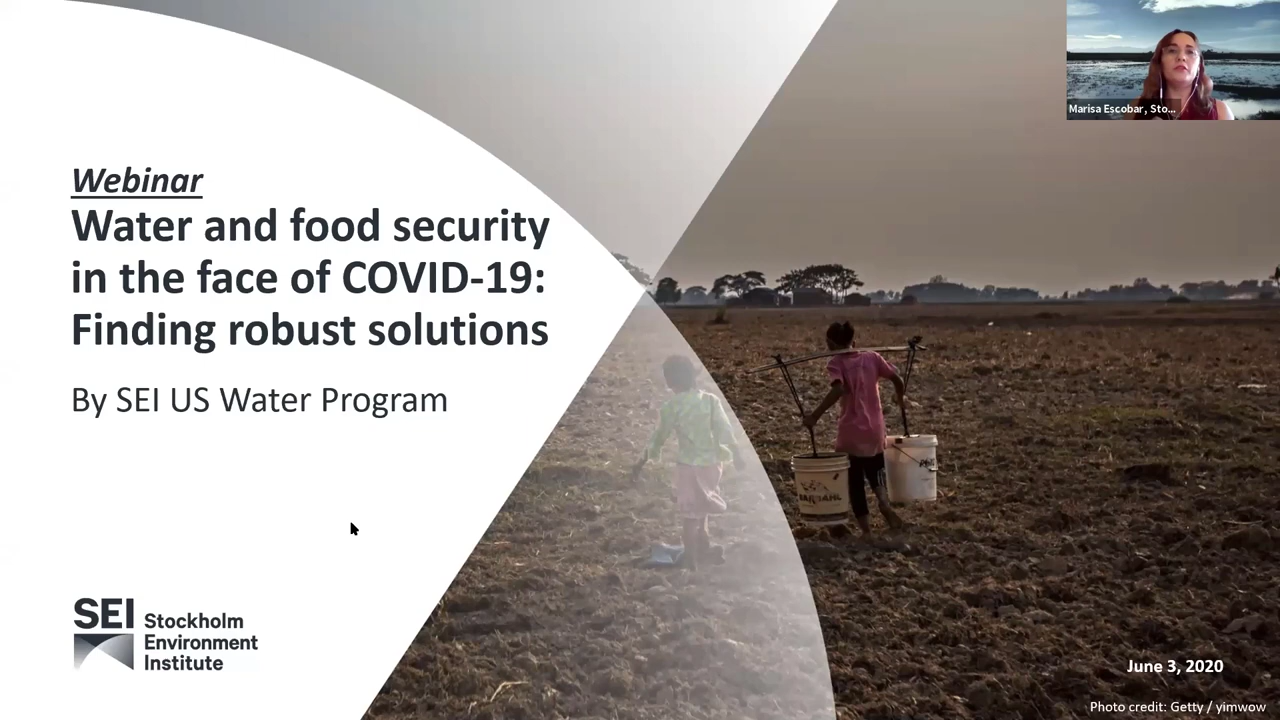 Marisa Escobar, Sto...
Webinar
Water and food security
in the face of COVID-19:
Finding robust solutions
By SEI US Water Program
SEI Stockholm
Environment
Institute
June 3, 2020
Photo credit: Getty / yimwow